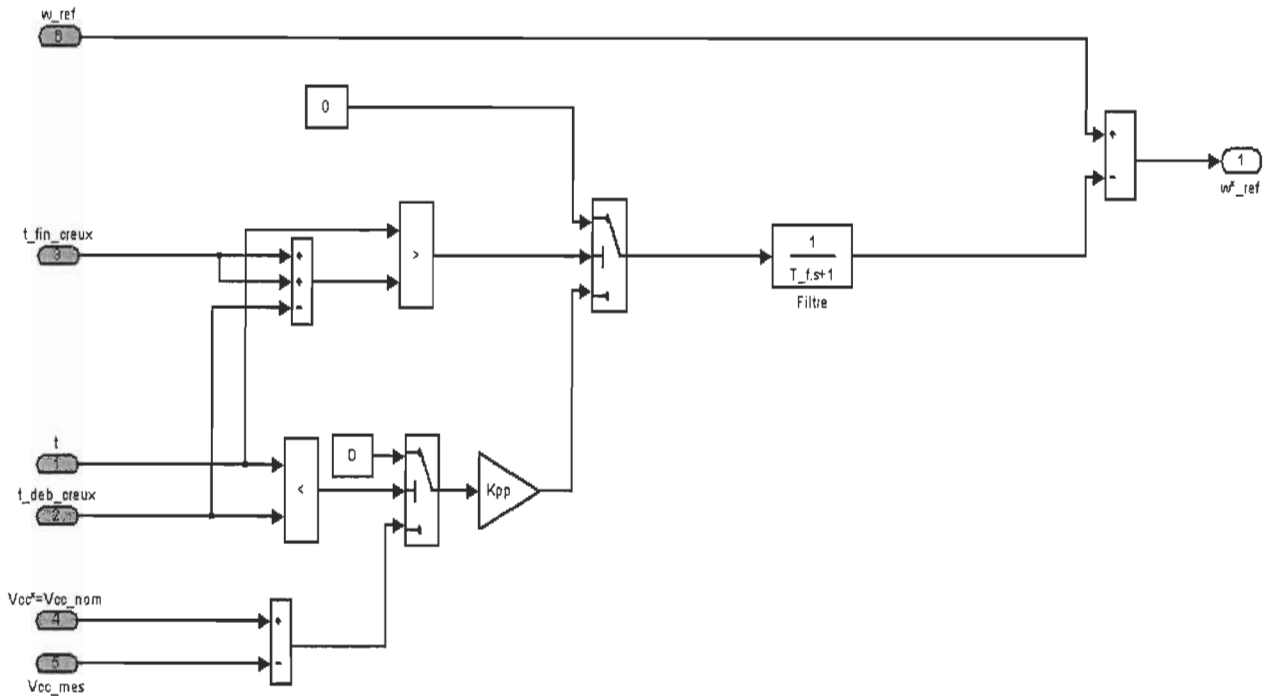 w_ref
6
0
t_fin_creux
3
+
+
-
>
1
T_f.s+1
Filtre
+
-
1
w*_ref
t
1
t_deb_creux
2
<
0
Kpp
Vcc*=Vcc_nom
4
+
-
5
Vcc_mes